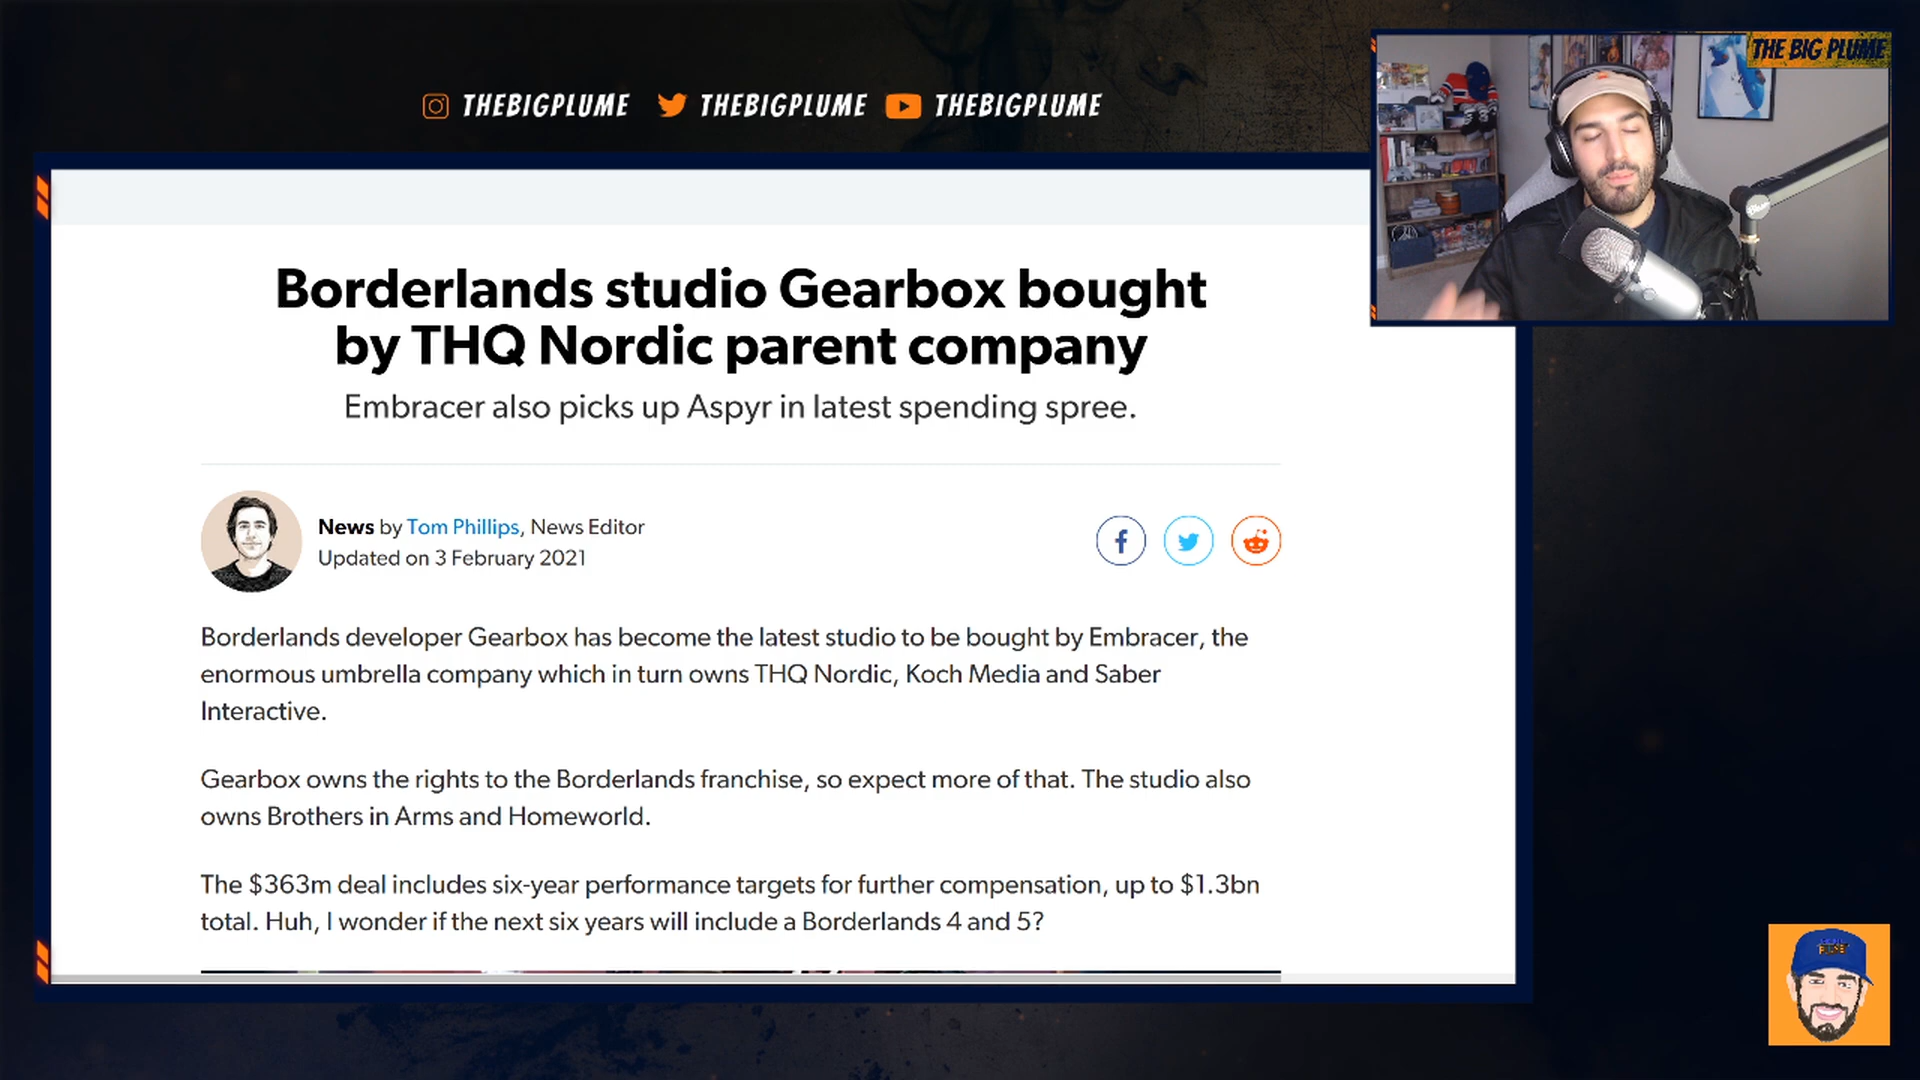 THE BIG PLUME
THEBIGPLUME THEBIGPLUME THEBIGPLUME
Borderlands studio Gearbox bought
by THQ Nordic parent company
Embracer also picks up Aspyr in latest spending spree.
News by Tom Phillips, News Editor
Updated on 3 February 2021
Borderlands developer Gearbox has become the latest studio to be bought by Embracer, the
enormous umbrella company which in turn owns THQ Nordic, Koch Media and Saber
Interactive.
Gearbox owns the rights to the Borderlands franchise, so expect more of that. The studio also
owns Brothers in Arms and Homeworld.
The $363m deal includes six-year performance targets for further compensation, up to $1.3bn
total. Huh, I wonder if the next six years will include a Borderlands 4 and 5?